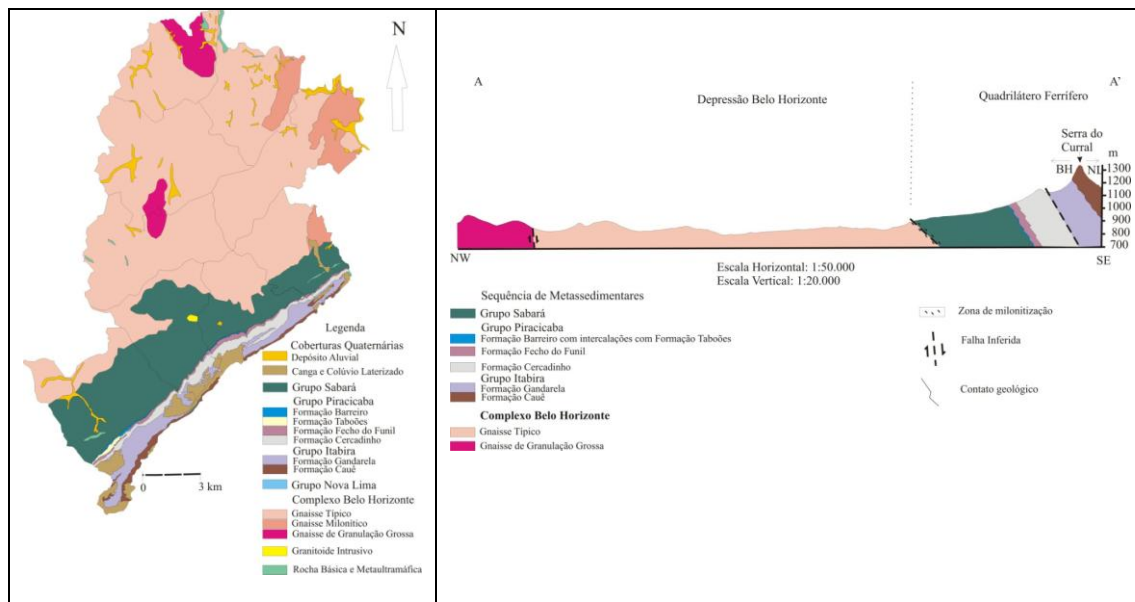 N
Legenda
Coberturas Quaternárias
Depósito Aluvial
Canga e Colúvio Laterizado
Grupo Sabará
Grupo Piracicaba
Formação Barreiro
Formação Taboões
Formação Fecho do Funil
Formação Cercadinho
Grupo Itabira
Formação Gandarela
Formação Cauê
Grupo Nova Lima
Complexo Belo Horizonte
Gnaisse Típico
Gnaisse Milonítico
Gnaisse de Granulação Grossa
Granitoide Intrusivo
Rocha Básica e Metaultramáfica
0 3 km
A A'
Depressão Belo Horizonte Quadrilátero Ferrífero
Serra do
Curral
m
BH NL
1300
1200
1100
1000
900
800
700
NW SE
Escala Horizontal: 1:50.000
Escala Vertical: 1:20.000
Sequência de Metassedimentares
Grupo Sabará
Grupo Piracicaba
Formação Barreiro com intercalações com Formação Taboões
Formação Fecho do Funil
Formação Cercadinho
Grupo Itabira
Formação Gandarela
Formação Cauê
Complexo Belo Horizonte
Gnaisse Típico
Gnaisse de Granulação Grossa
Zona de milonitização
Falha Inferida
Contato geológico